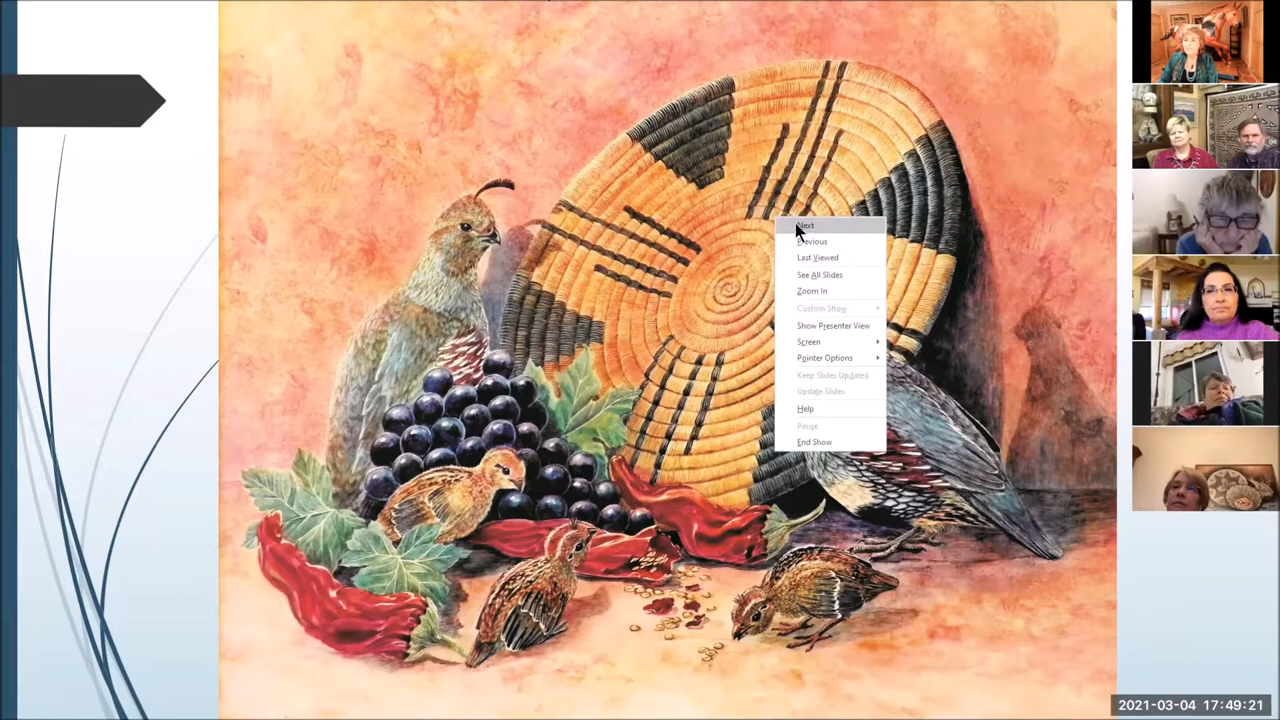 Next
Previous
Last Viewed
See All Slides
Zoom In
Custom Show
Show Presenter View
Screen
Pointer Options
Keep Slides Updated
Update Slides
Help
Pause
End Show
2021-03-04 17:49:21